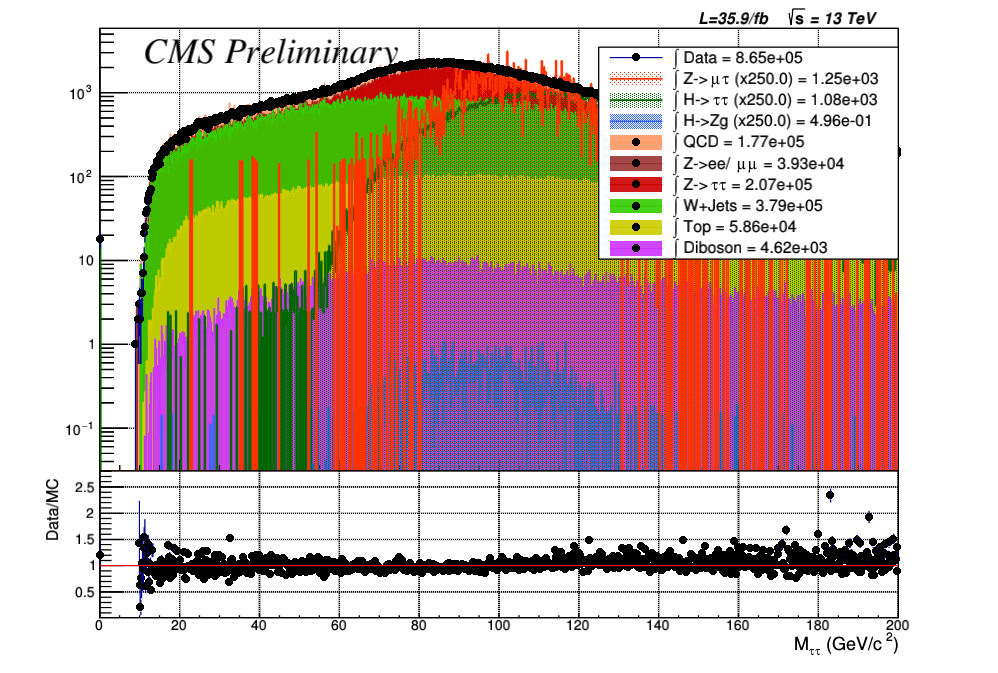 L=35.9/fb √s = 13 TeV
CMS Preliminary
∫ Data = 8.65e+05
∫ Z->μτ (x250.0) = 1.25e+03
∫ H->ττ (x250.0) = 1.08e+03
∫ H->Zg (x250.0) = 4.96e-01
∫ QCD = 1.77e+05
∫ Z->ee/ μμ = 3.93e+04
∫ Z->ττ = 2.07e+05
∫ W+Jets = 3.79e+05
∫ Top = 5.86e+04
∫ Diboson = 4.62e+03
10³
10²
10
1
10⁻¹
Data/MC
2.5
2
1.5
1
0.5
0 20 40 60 80 100 120 140 160 180 200
Mττ (GeV/c²)